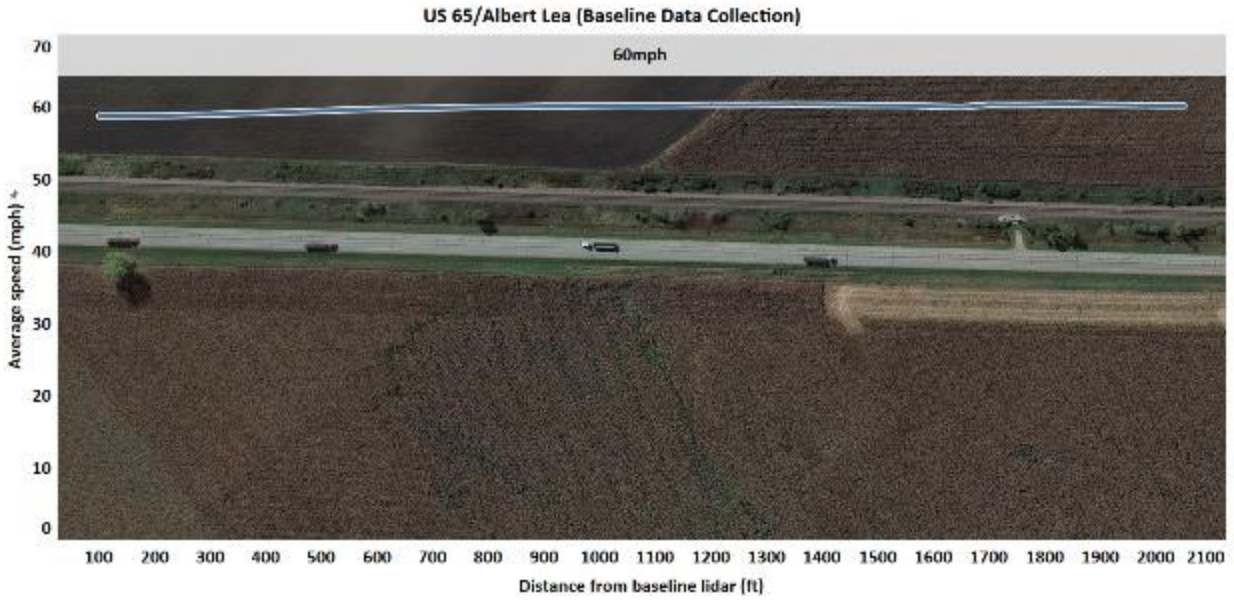 US 65/Albert Lea (Baseline Data Collection)
60mph
70
60
50
40
30
20
10
0
Average speed (mph)
100 200 300 400 500 600 700 800 900 1000 1100 1200 1300 1400 1500 1600 1700 1800 1900 2000 2100
Distance from baseline lidar (ft)